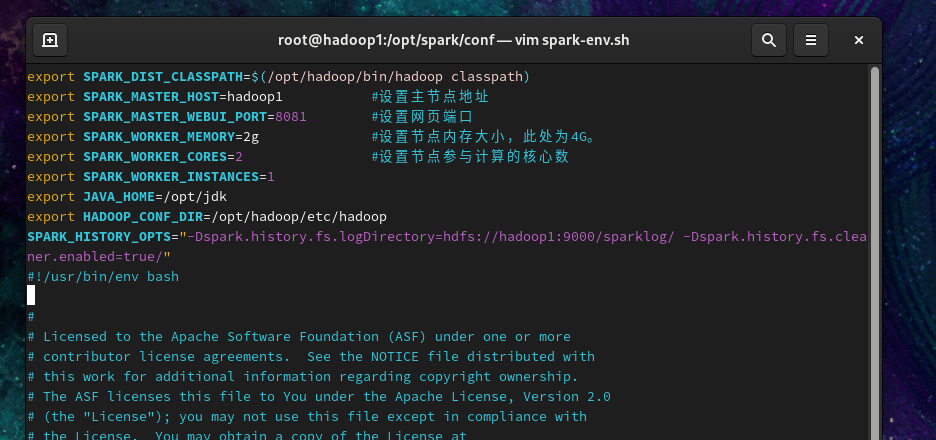 root@hadoop1:/opt/spark/conf — vim spark-env.sh
export SPARK_DIST_CLASSPATH=$(/opt/hadoop/bin/hadoop classpath)
export SPARK_MASTER_HOST=hadoop1 #设置主节点地址
export SPARK_MASTER_WEBUI_PORT=8081 #设置网页端口
export SPARK_WORKER_MEMORY=2g #设置节点内存大小，此处为4G。
export SPARK_WORKER_CORES=2 #设置节点参与计算的核心数
export SPARK_WORKER_INSTANCES=1
export JAVA_HOME=/opt/jdk
export HADOOP_CONF_DIR=/opt/hadoop/etc/hadoop
SPARK_HISTORY_OPTS="-Dspark.history.fs.logDirectory=hdfs://hadoop1:9000/sparklog/ -Dspark.history.fs.clea
ner.enabled=true/"
#!/usr/bin/env bash
#
# Licensed to the Apache Software Foundation (ASF) under one or more
# contributor license agreements.  See the NOTICE file distributed with
# this work for additional information regarding copyright ownership.
# The ASF licenses this file to You under the Apache License, Version 2.0
# (the "License"); you may not use this file except in compliance with
# the License.  You may obtain a copy of the License at